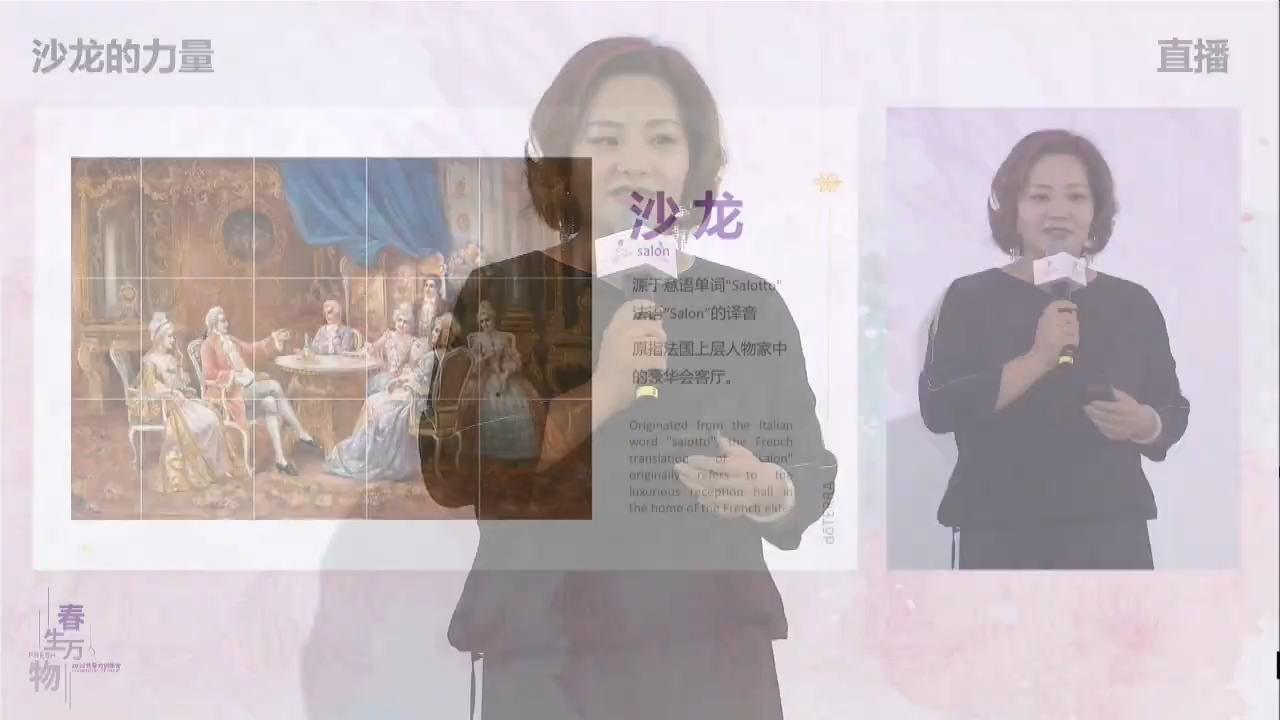 沙龙的力量
直播
沙龙
salon
源于意语单词"Salotto"
法语"Salon"的译音
原指法国上层人物家中
的豪华会客厅。
Originated from the Italian
word "salotto", the French
translation of "salon"
originally refers to the
luxurious reception hall in
the home of the French elite.
dōTERRA
春
生万
FRESH
物